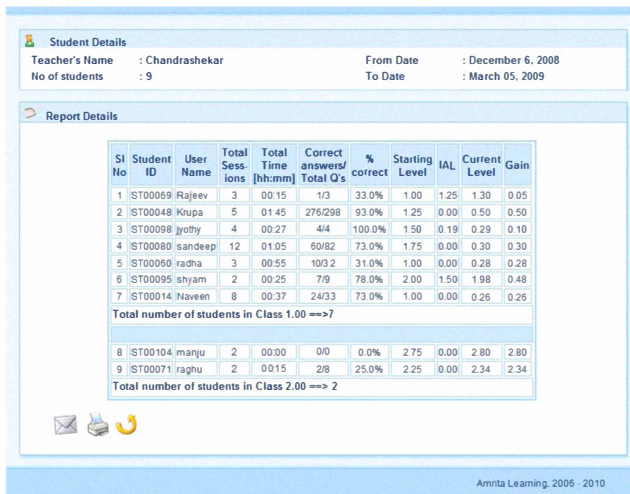 Student Details
Teacher's Name : Chandrashekar From Date : December 6, 2008
No of students : 9 To Date : March 05, 2009
Report Details
Sl No Student ID User Name Total Sess-ions Total Time [hh:mm] Correct answers/ Total Q's % correct Starting Level IAL Current Level Gain
1 ST00069 Rajeev 3 00:15 1/3 33.0% 1.00 1.25 1.30 0.05
2 ST00048 Krupa 5 01:45 276/298 93.0% 1.25 0.00 0.50 0.50
3 ST00098 jyothy 4 00:27 4/4 100.0% 1.50 0.19 0.29 0.10
4 ST00080 sandeep 12 01:05 60/82 73.0% 1.75 0.00 0.30 0.30
5 ST00060 radha 3 00:55 10/32 31.0% 1.00 0.00 0.28 0.28
6 ST00095 shyam 2 00:25 7/9 78.0% 2.00 1.50 1.98 0.48
7 ST00014 Naveen 8 00:37 24/33 73.0% 1.00 0.00 0.26 0.26
Total number of students in Class 1.00 ==>7
8 ST00104 manju 2 00:00 0/0 0.0% 2.75 0.00 2.80 2.80
9 ST00071 raghu 2 00:15 2/8 25.0% 2.25 0.00 2.34 2.34
Total number of students in Class 2.00 ==> 2
Amrita Learning. 2006 - 2010